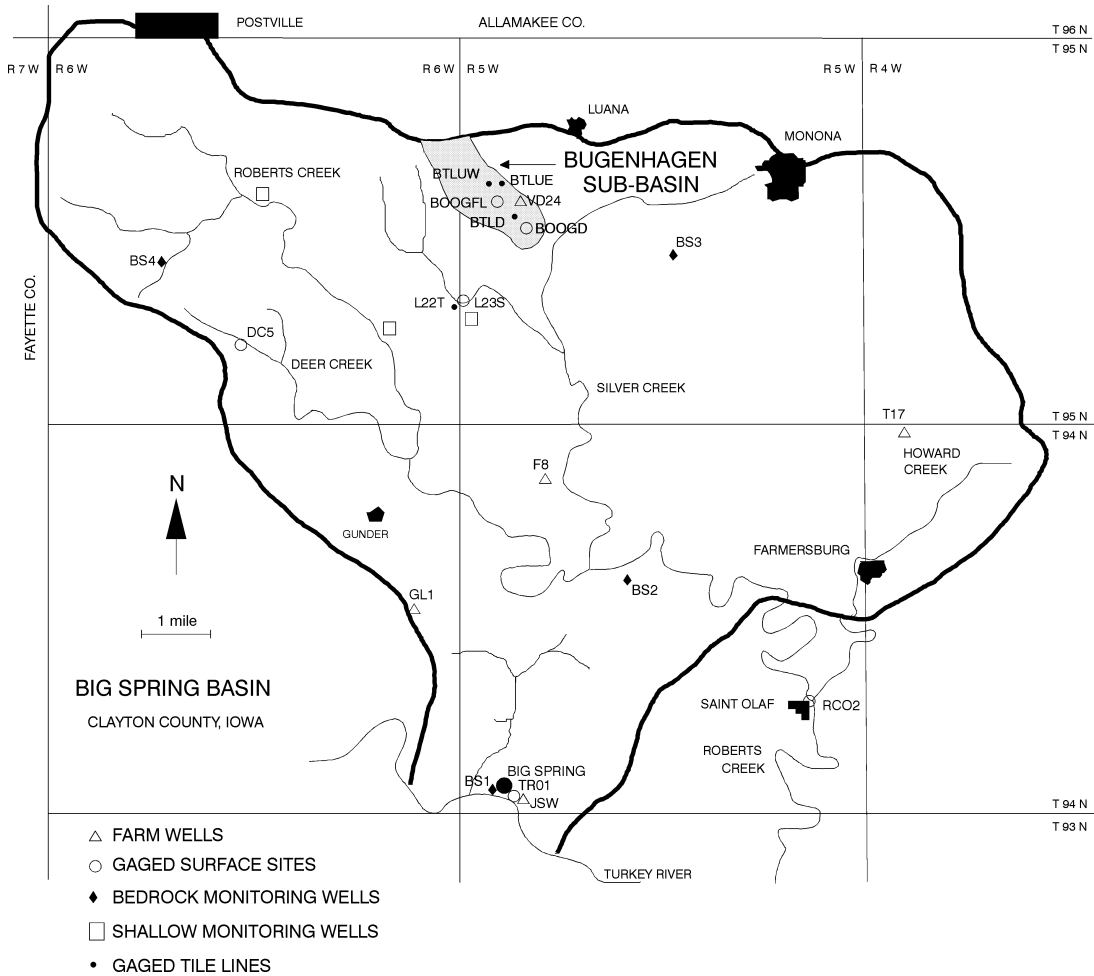 POSTVILLE
ALLAMAKEE CO.
T 96 N
T 95 N
R 7 W
R 6 W
R 6 W
R 5 W
R 5 W
R 4 W
LUANA
MONONA
BUGENHAGEN
SUB-BASIN
ROBERTS CREEK
BTLUW
BTLUE
BOOGFL
VD24
BTLD
BOOGD
BS3
BS4
FAYETTE CO.
L22T
L23S
DC5
DEER CREEK
SILVER CREEK
T 95 N
T 94 N
T17
HOWARD
CREEK
F8
N
GUNDER
FARMERSBURG
BS2
GL1
1 mile
BIG SPRING BASIN
CLAYTON COUNTY, IOWA
SAINT OLAF
RCO2
ROBERTS
CREEK
BIG SPRING
BS1
TR01
JSW
T 94 N
T 93 N
TURKEY RIVER
FARM WELLS
GAGED SURFACE SITES
BEDROCK MONITORING WELLS
SHALLOW MONITORING WELLS
GAGED TILE LINES